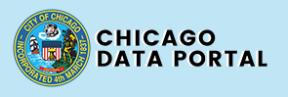 CITY OF CHICAGO
INCORPORATED 4th MARCH 1837
CHICAGO
DATA PORTAL